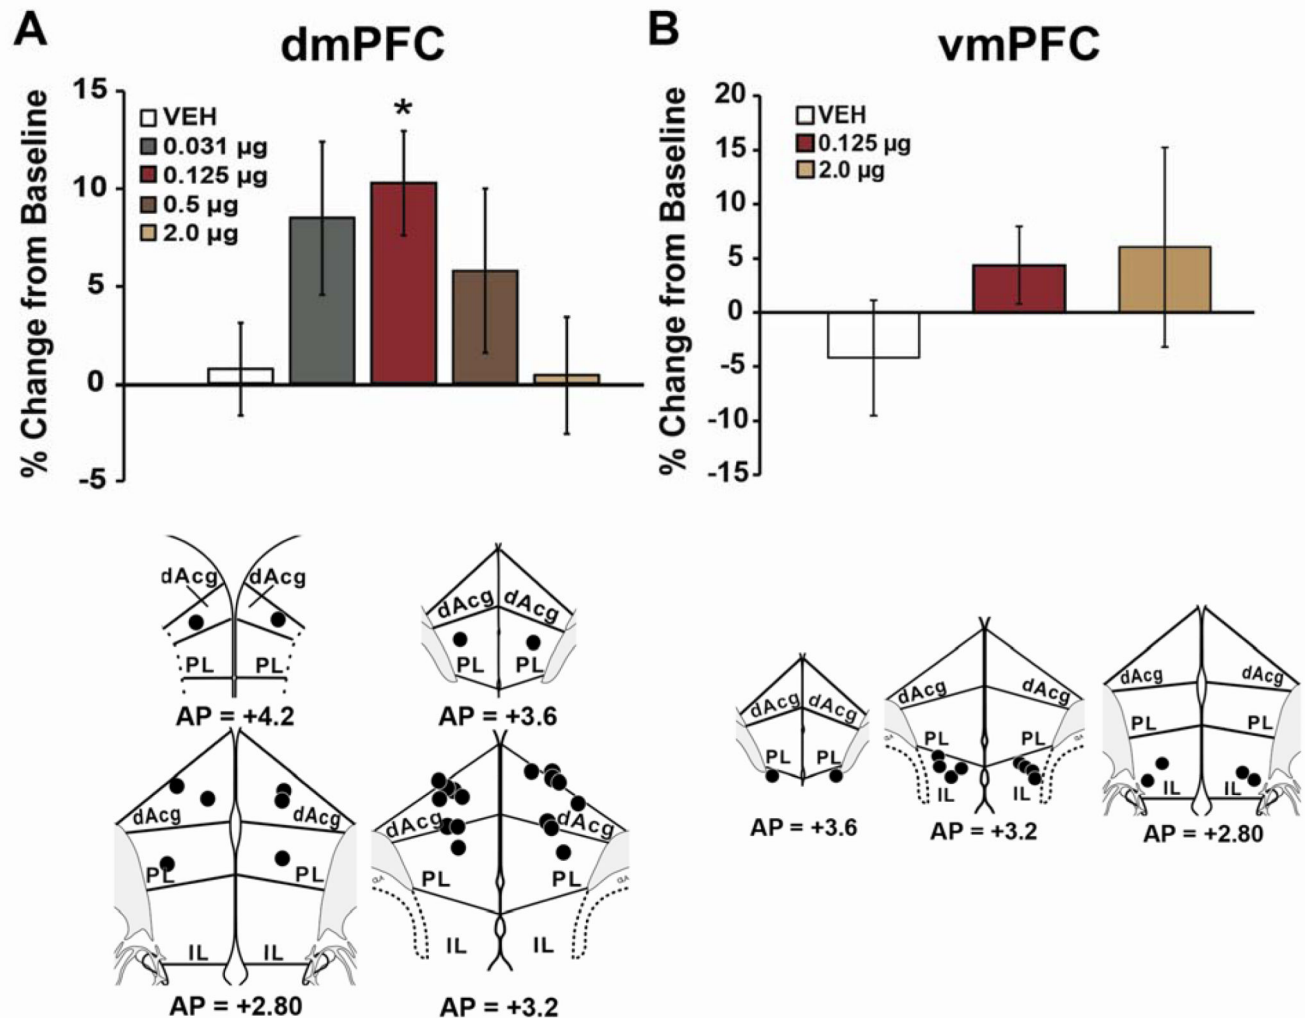 A
dmPFC
% Change from Baseline
15
10
5
0
-5
VEH
0.031 µg
0.125 µg
0.5 µg
2.0 µg
*
B
vmPFC
% Change from Baseline
20
15
10
5
0
-5
-10
-15
VEH
0.125 µg
2.0 µg
dAcg dAcg
PL PL
AP = +4.2
dAcg dAcg
PL PL
AP = +3.6
dAcg dAcg
PL PL
IL IL
AP = +2.80
dAcg dAcg
PL PL
IL IL
AP = +3.2
dAcg dAcg
PL PL
AP = +3.6
dAcg dAcg
PL PL
IL IL
AP = +3.2
dAcg dAcg
PL PL
IL IL
AP = +2.80